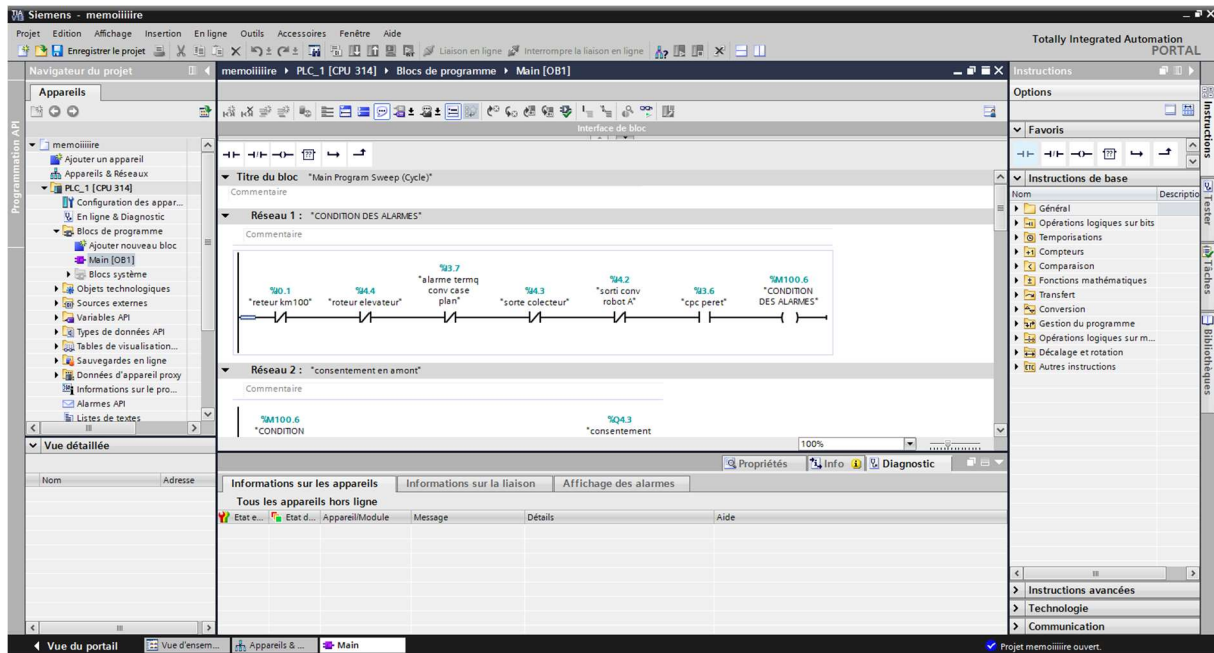 Siemens - memoiiiiire
Projet Edition Affichage Insertion En ligne Outils Accessoires Fenêtre Aide
Enregistrer le projet Liaison en ligne Interrompre la liaison en ligne
Totally Integrated Automation
PORTAL
Navigateur du projet
memoiiiiire PLC_1 [CPU 314] Blocs de programme Main [OB1]
Instructions
Appareils
Options
Programmation API
memoiiiiire
Ajouter un appareil
Appareils & Réseaux
PLC_1 [CPU 314]
Configuration des appar...
En ligne & Diagnostic
Blocs de programme
Ajouter nouveau bloc
Main [OB1]
Blocs système
Objets technologiques
Sources externes
Variables API
Types de données API
Tables de visualisation...
Sauvegardes en ligne
Données d'appareil proxy
Informations sur le pro...
Alarmes API
Listes de textes
Vue détaillée
Nom Adresse
Interface de bloc
Titre du bloc "Main Program Sweep (Cycle)"
Commentaire
Réseau 1 : "CONDITION DES ALARMES"
Commentaire
%I3.7
"alarme termq
%I0.1 %I4.4 conv case %I4.3 %I4.2 %I3.6 %M100.6
"reteur km100" "roteur elevateur" plan" "sorte colecteur" "sorti conv robot A" "cpc peret" "CONDITION DES ALARMES"
Réseau 2 : "consentement en amont"
Commentaire
%M100.6 %Q4.3
"CONDITION "consentement
100%
Propriétés Info Diagnostic
Informations sur les appareils Informations sur la liaison Affichage des alarmes
Tous les appareils hors ligne
Etat e... Etat d... Appareil/Module Message Détails Aide
Favoris
Instructions de base
Nom Descriptio
Général
Opérations logiques sur bits
Temporisations
Compteurs
Comparaison
Fonctions mathématiques
Transfert
Conversion
Gestion du programme
Opérations logiques sur m...
Décalage et rotation
Autres instructions
Instructions avancées
Technologie
Communication
Instructions
Tester
Tâches
Bibliothèques
Vue du portail Vue d'ensem... Appareils & ... Main
Projet memoiiiiire ouvert.